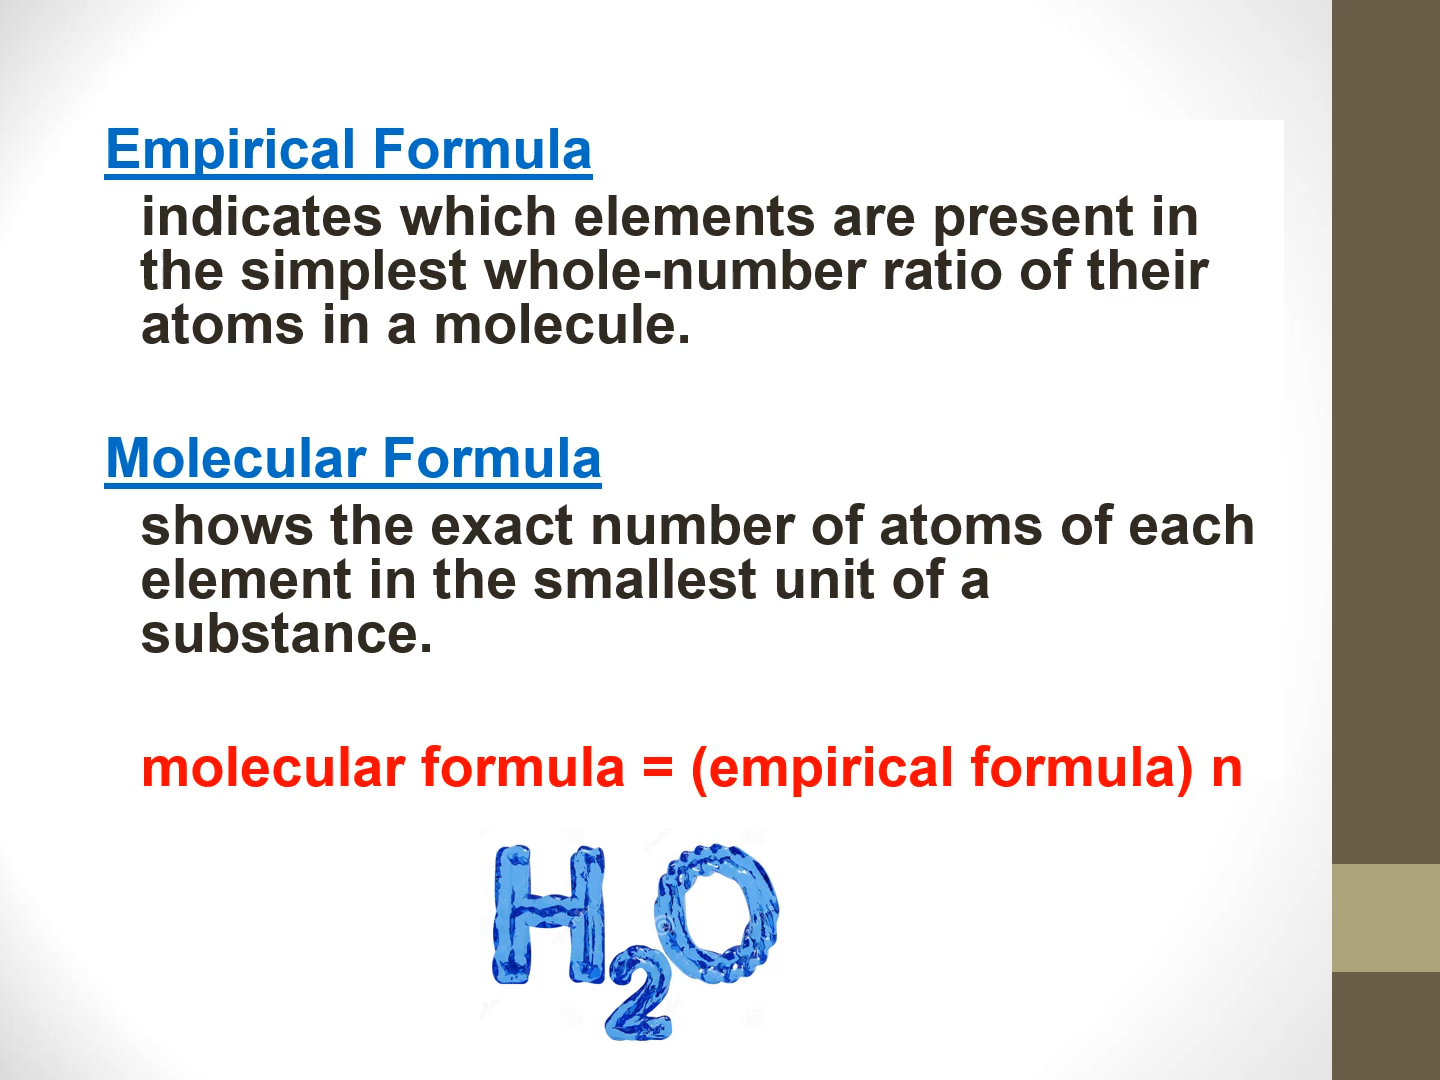 Empirical Formula
indicates which elements are present in
the simplest whole-number ratio of their
atoms in a molecule.
Molecular Formula
shows the exact number of atoms of each
element in the smallest unit of a
substance.
molecular formula = (empirical formula) n
H2O